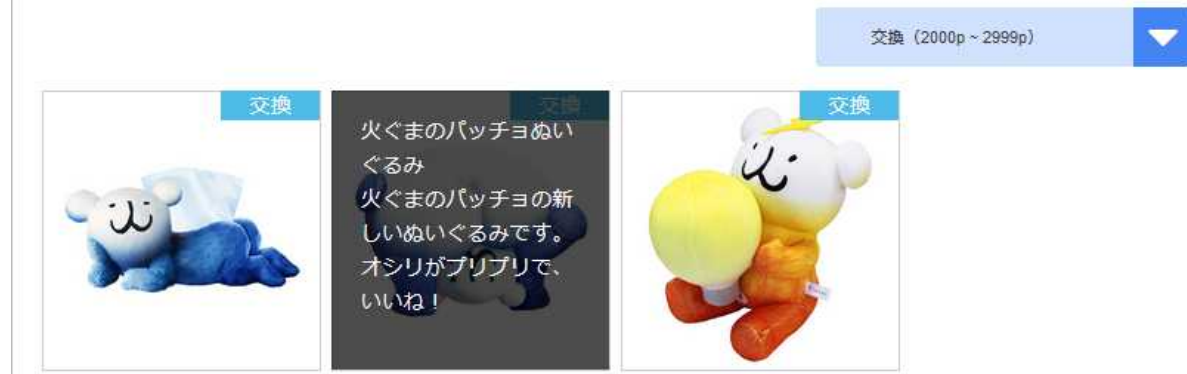 交換（2000p ~ 2999p）
交換
交換
交換
火ぐまのパッチョぬい
ぐるみ
火ぐまのパッチョの新
しいぬいぐるみです。
オシリがプリプリで、
いいね！